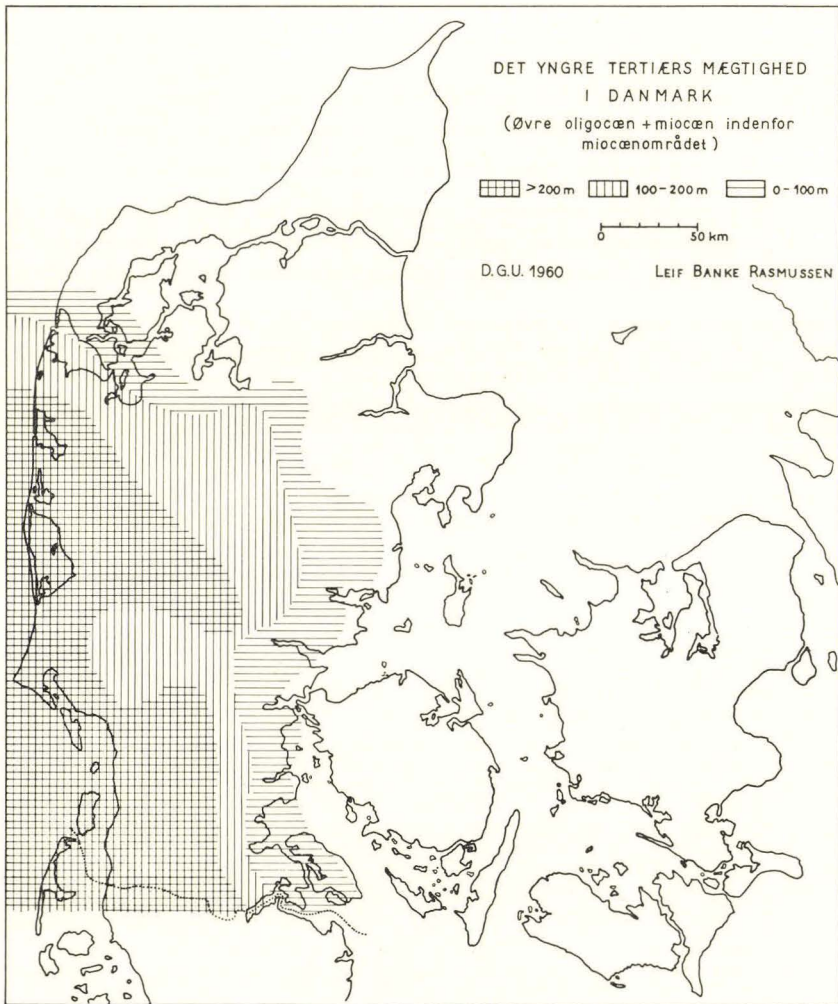 DET YNGRE TERTIÆRS MÆGTIGHED
I DANMARK
(Øvre oligocæn + miocæn indenfor
miocænområdet)
>200 m 100-200 m 0-100 m
0 50 km
D.G.U. 1960 LEIF BANKE RASMUSSEN